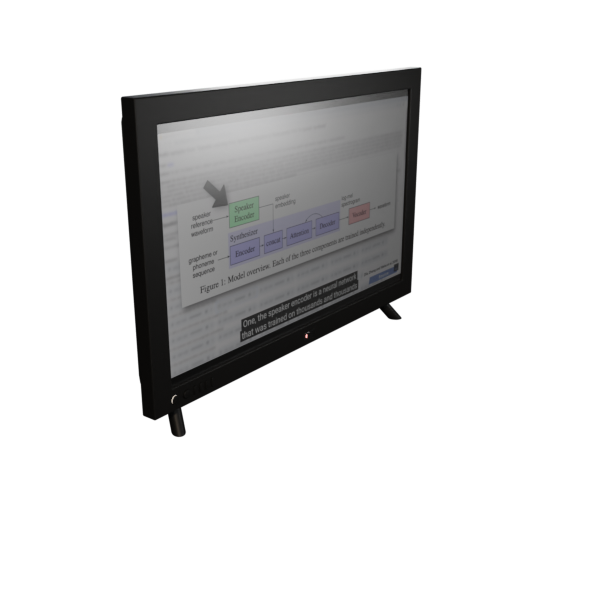 speaker
reference
waveform
Speaker
Encoder
speaker
embedding
log-mel
spectrogram
Synthesizer
grapheme or
phoneme
sequence
Encoder
concat
Attention
Decoder
Vocoder
waveform
Figure 1: Model overview. Each of the three components are trained independently.
One, the speaker encoder is a neural network
that was trained on thousands and thousands